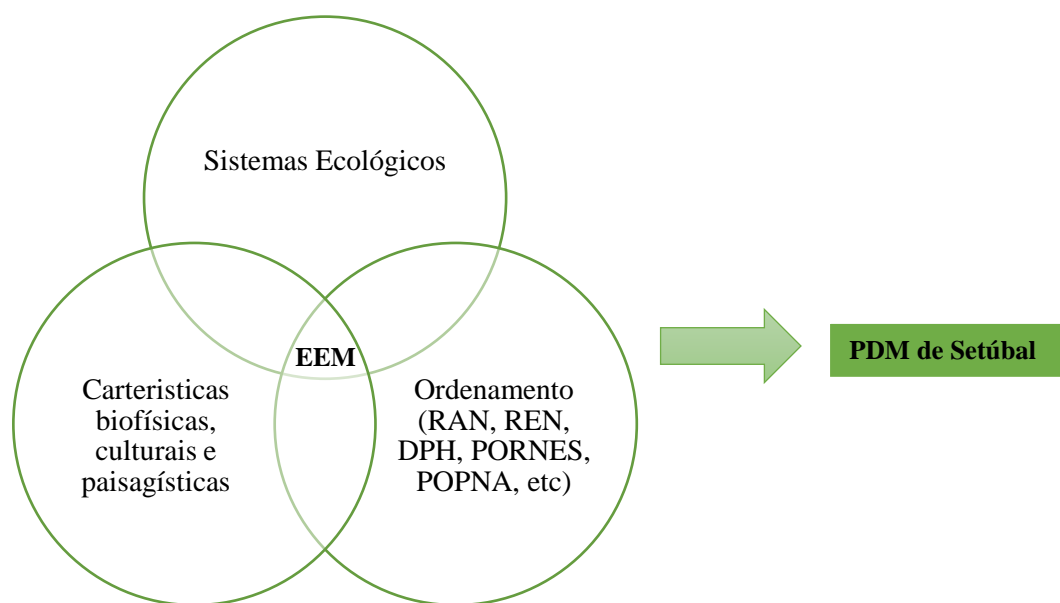 Sistemas Ecológicos
EEM
Carteristicas
biofísicas,
culturais e
paisagísticas
Ordenamento
(RAN, REN,
DPH, PORNES,
POPNA, etc)
PDM de Setúbal